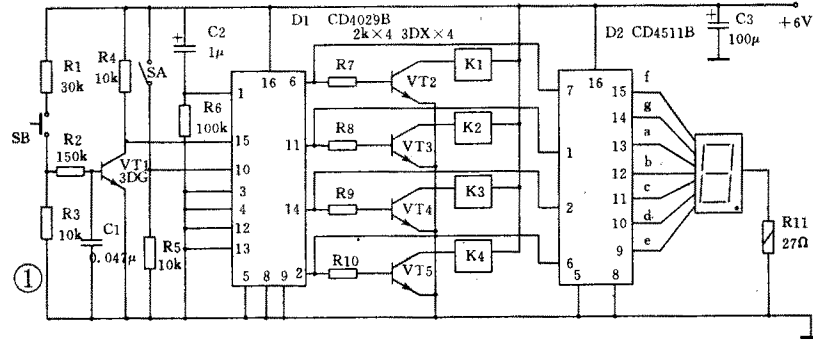 D1 CD4029B
2k×4 3DX×4
D2 CD4511B
C3
100μ
+6V
R1
30k
R4
10k
SA
C2
1μ
R6
100k
SB
R2
150k
VT1
3DG
R3
10k
C1
0.047μ
R5
10k
①
1
15
10
3
4
12
13
16
6
11
14
2
5 8 9
R7
R8
R9
R10
VT2
VT3
VT4
VT5
K1
K2
K3
K4
7
1
2
6
16
15
14
13
12
11
10
9
5 8
f
g
a
b
c
d
e
R11
27Ω
+
+